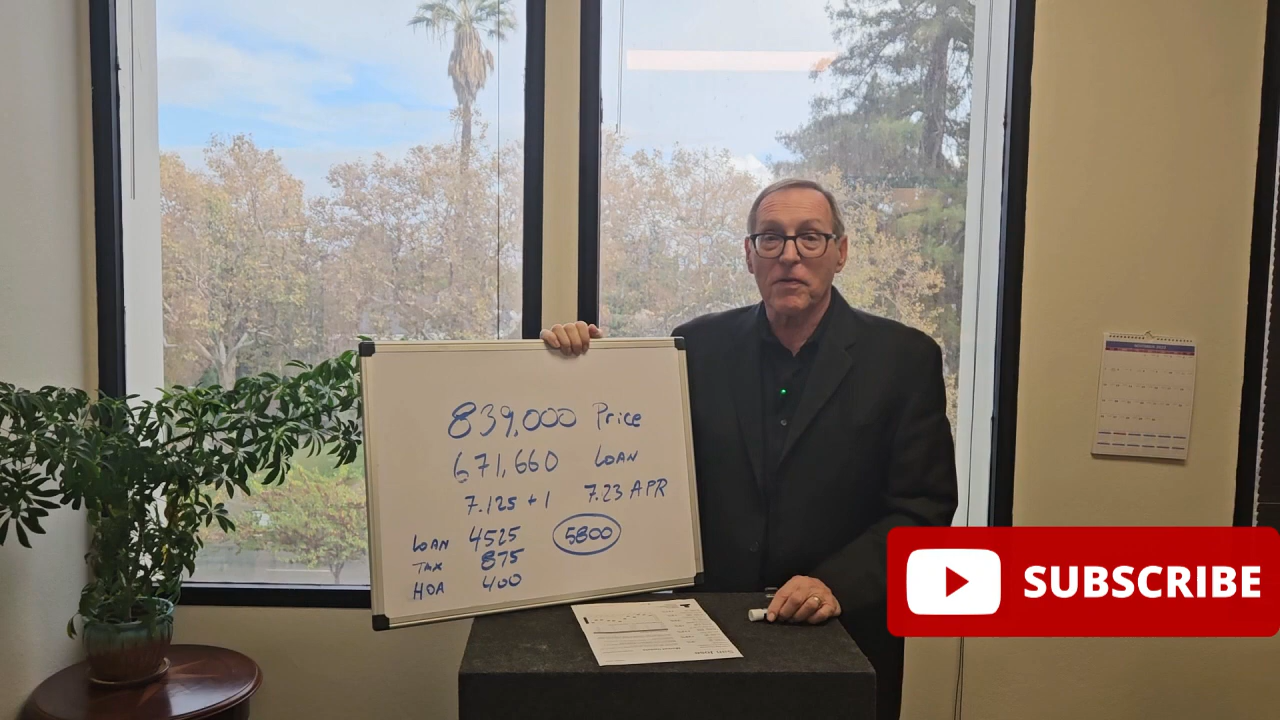 839,000 Price
671,660 LOAN
7.125 + 1 7.23 APR
LOAN 4525 5800
TAX 875
HOA 400
SUBSCRIBE